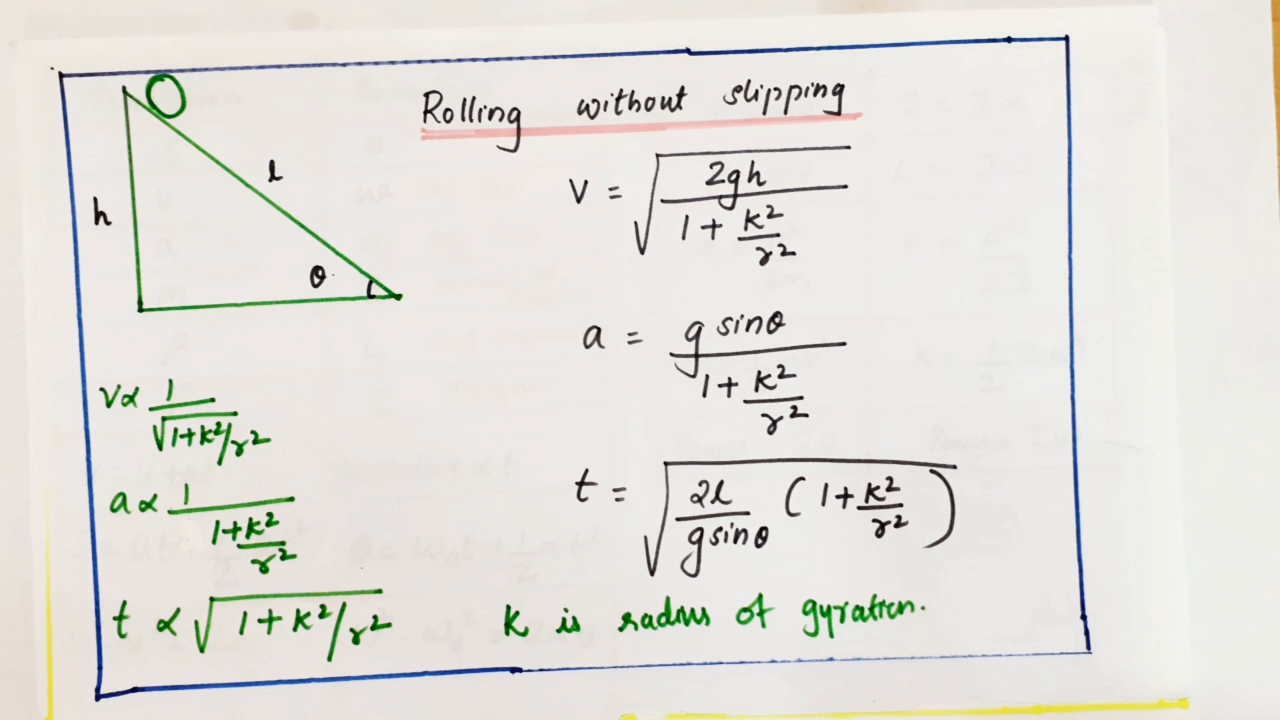 Rolling without slipping
l
h
θ
v = √(2gh / (1 + k²/r²))
a = g sinθ / (1 + k²/r²)
t = √(2l / g sinθ (1 + k²/r²))
v ∝ 1 / √(1+k²/r²)
a ∝ 1 / (1+k²/r²)
t ∝ √(1 + k²/r²)
k is radius of gyration.